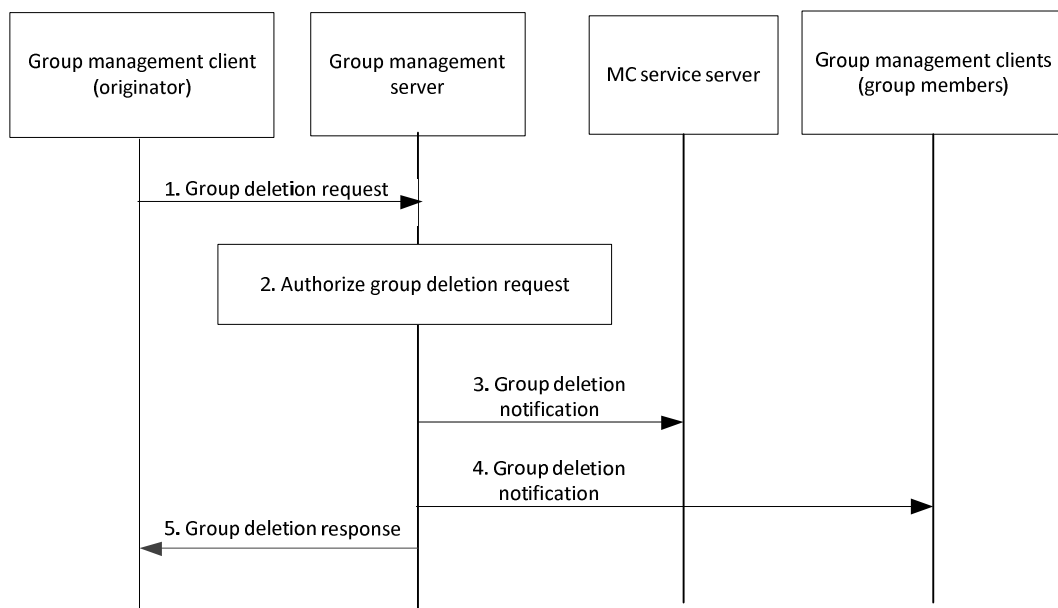 Group management client
(originator)
Group management
server
MC service server
Group management clients
(group members)
1. Group deletion request
2. Authorize group deletion request
3. Group deletion
notification
4. Group deletion
notification
5. Group deletion response